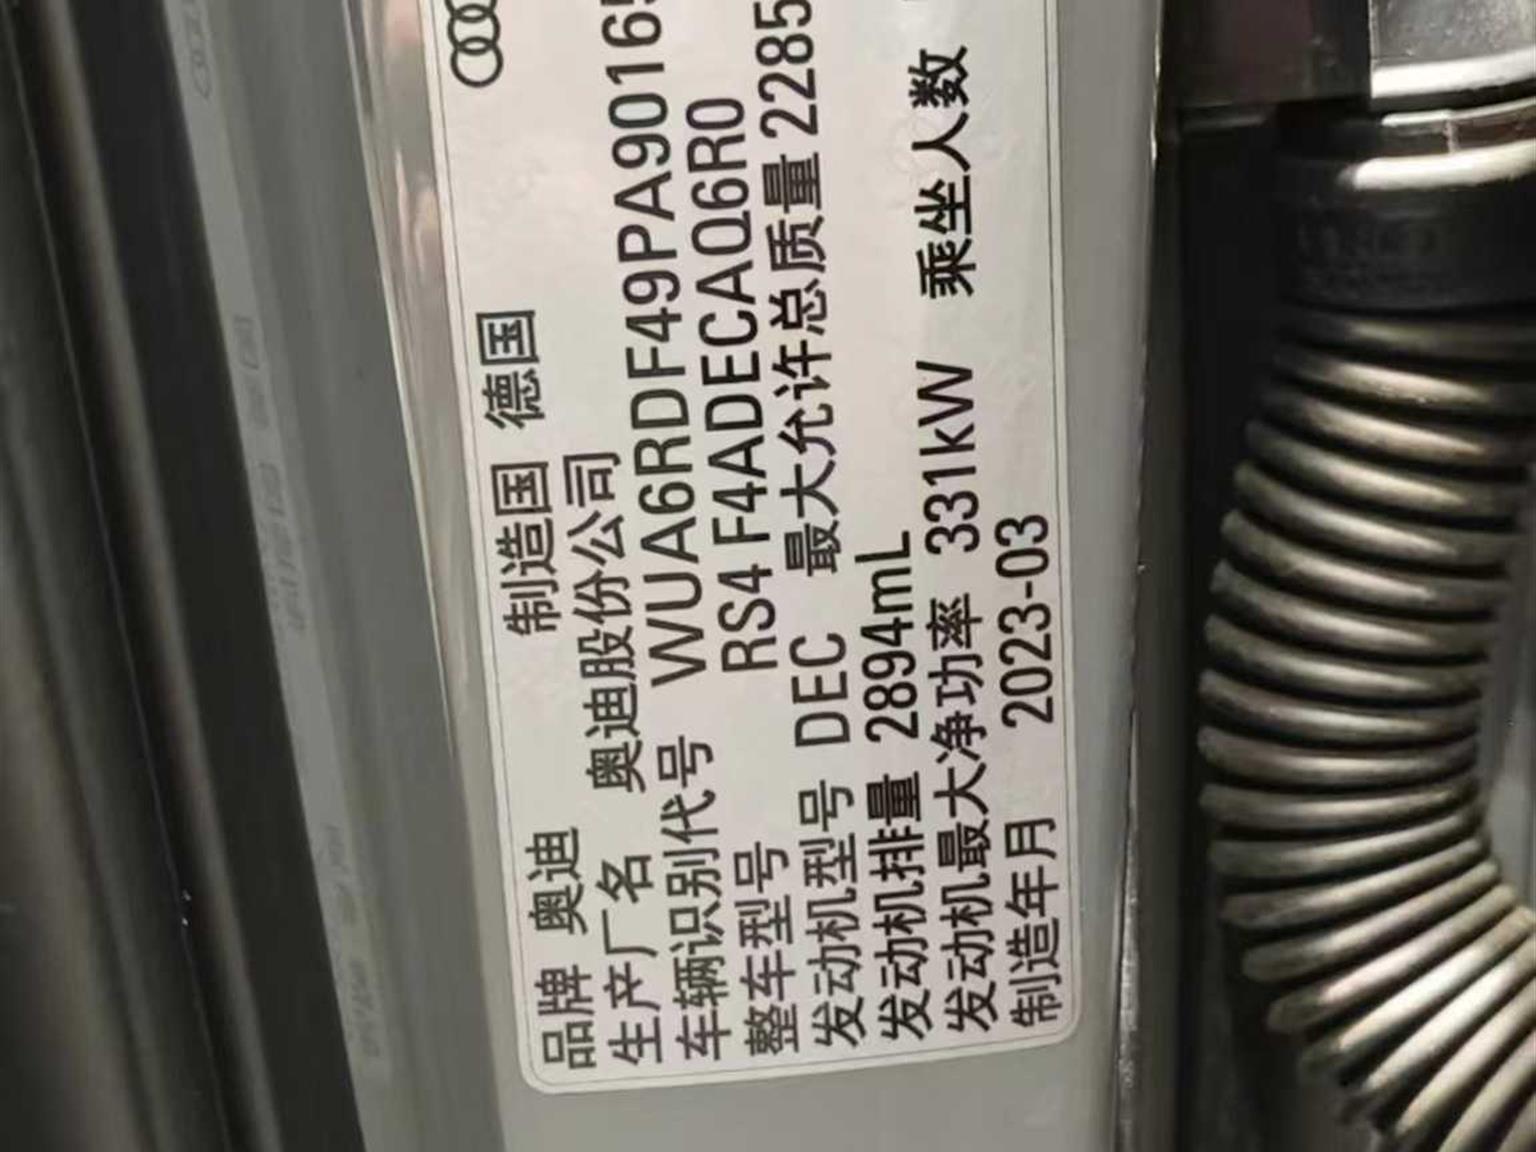 品牌 奥迪 制造国 德国
生产厂名 奥迪股份公司
车辆识别代号 WUA6RDF49PA90165
整车型号 RS4 F4ADECAQ6R0
发动机型号 DEC 最大允许总质量 2285
发动机排量 2894mL
发动机最大净功率 331kW 乘坐人数
制造年月 2023-03